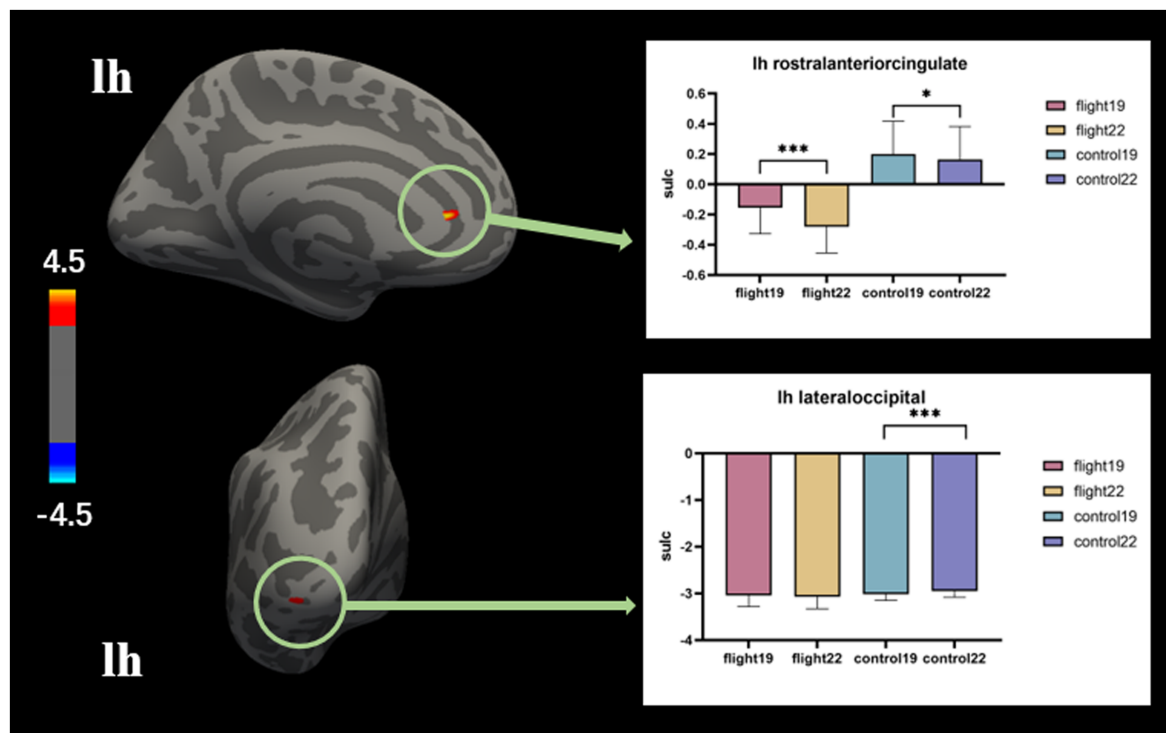 lh
4.5
-4.5
lh
lh rostralanteriorcingulate
sulc
0.6
0.4
0.2
0.0
-0.2
-0.4
-0.6
***
*
flight19
flight22
control19
control22
flight19
flight22
control19
control22
lh lateraloccipital
sulc
0
-1
-2
-3
-4
***
flight19
flight22
control19
control22
flight19
flight22
control19
control22